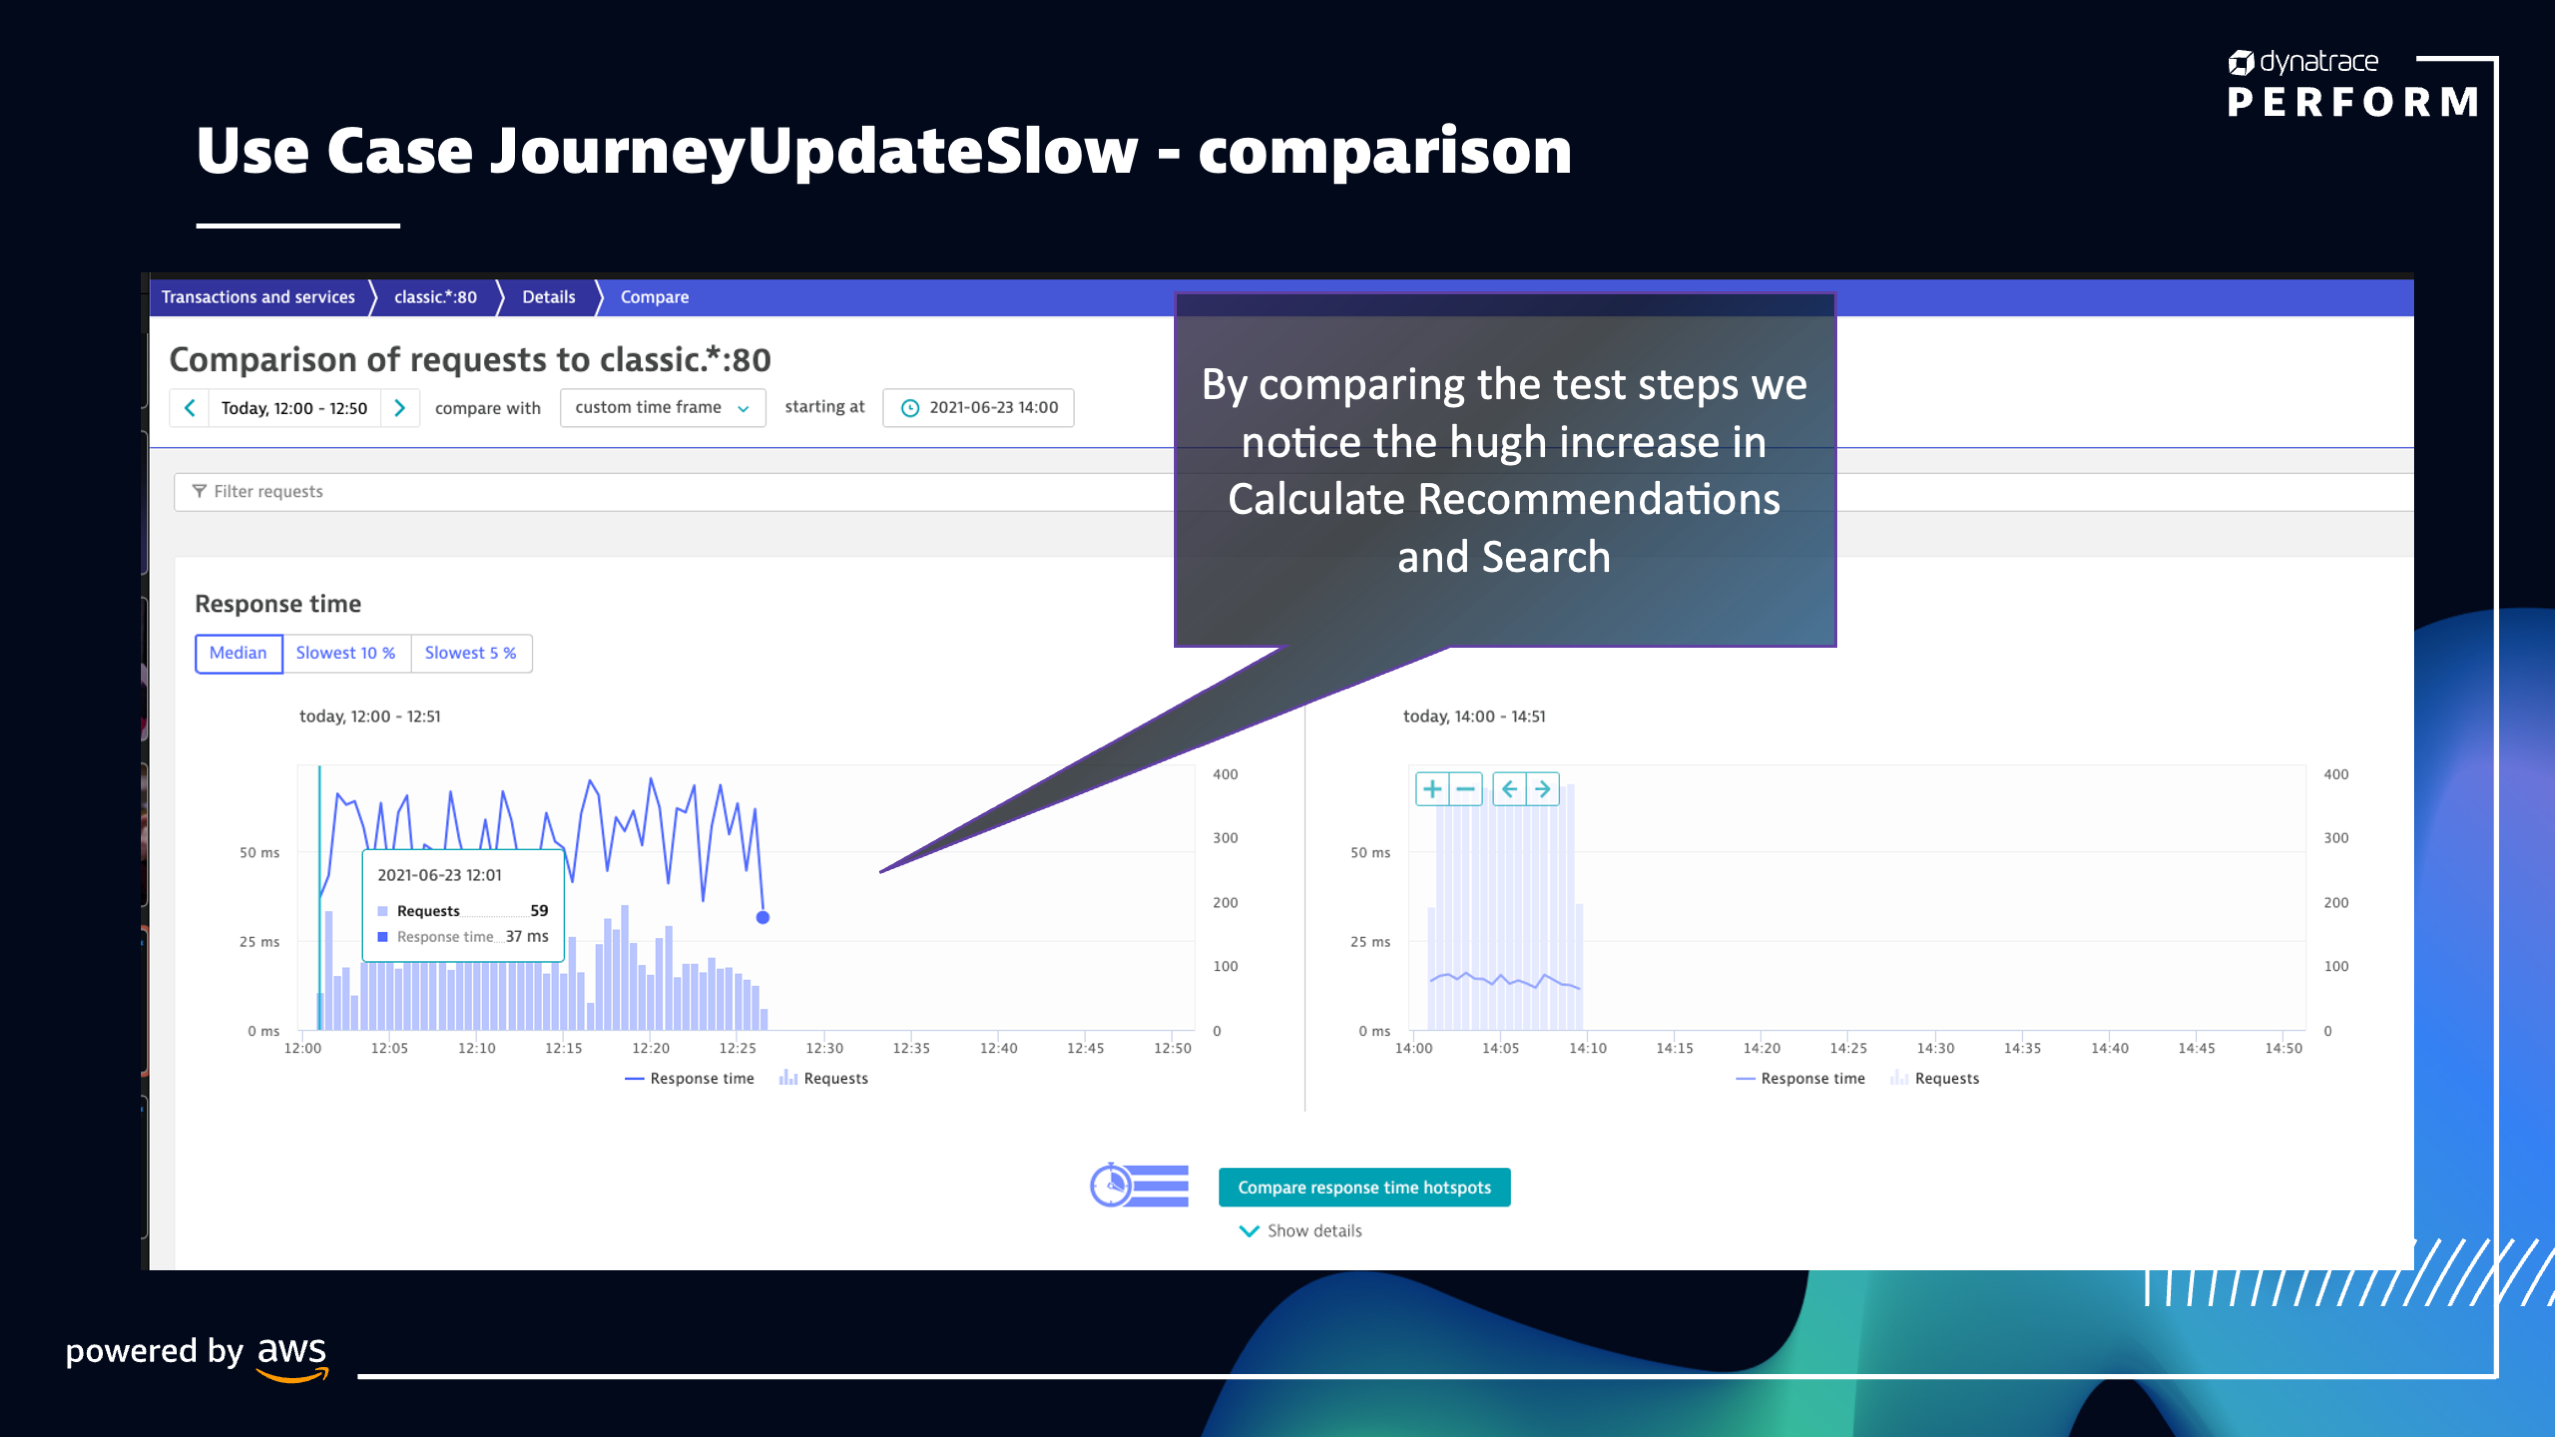 dynatrace
PERFORM
Use Case JourneyUpdateSlow - comparison
Transactions and services
classic.*:80
Details
Compare
Comparison of requests to classic.*:80
Today, 12:00 - 12:50
compare with
custom time frame
starting at
2021-06-23 14:00
By comparing the test steps we
notice the hugh increase in
Calculate Recommendations
and Search
Filter requests
Response time
Median
Slowest 10 %
Slowest 5 %
today, 12:00 - 12:51
400
300
200
100
0
50 ms
25 ms
0 ms
2021-06-23 12:01
Requests 59
Response time 37 ms
12:00 12:05 12:10 12:15 12:20 12:25 12:30 12:35 12:40 12:45 12:50
Response time Requests
today, 14:00 - 14:51
400
300
200
100
0
50 ms
25 ms
0 ms
14:00 14:05 14:10 14:15 14:20 14:25 14:30 14:35 14:40 14:45 14:50
Response time Requests
Compare response time hotspots
Show details
powered by aws